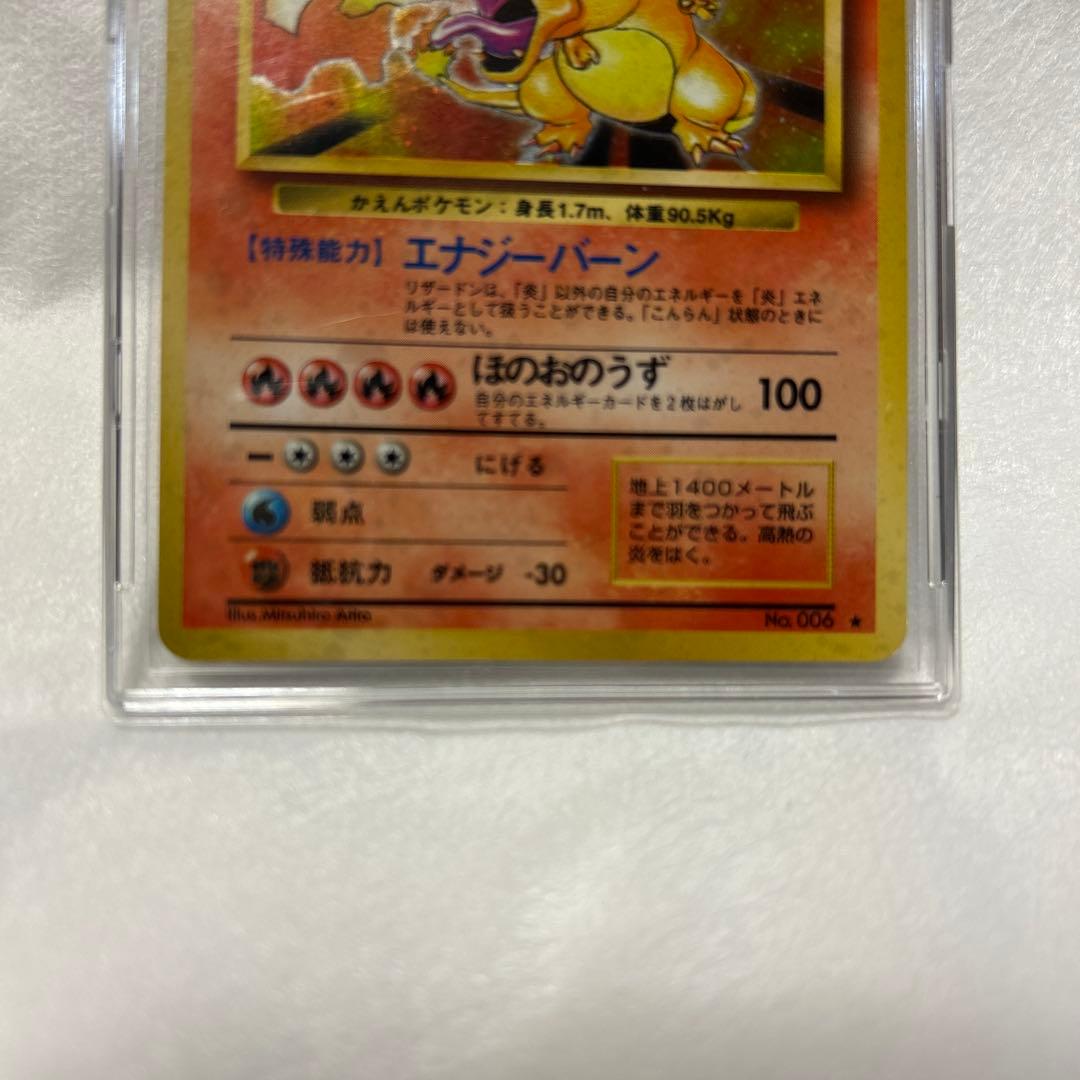 かえんポケモン：身長1.7m、体重90.5Kg
【特殊能力】 エナジーバーン
リザードンは、「炎」以外の自分のエネルギーを「炎」エネ
ルギーとして扱うことができる。「こんらん」状態のときに
は使えない。
ほのおのうず 100
自分のエネルギーカードを2枚はがし
てすてる。
にげる
弱点
抵抗力 ダメージ -30
地上1400メートル
まで羽をつかって飛ぶ
ことができる。高熱の
炎をはく。
Illus. Mitsuhiro Arita
No. 006 ★